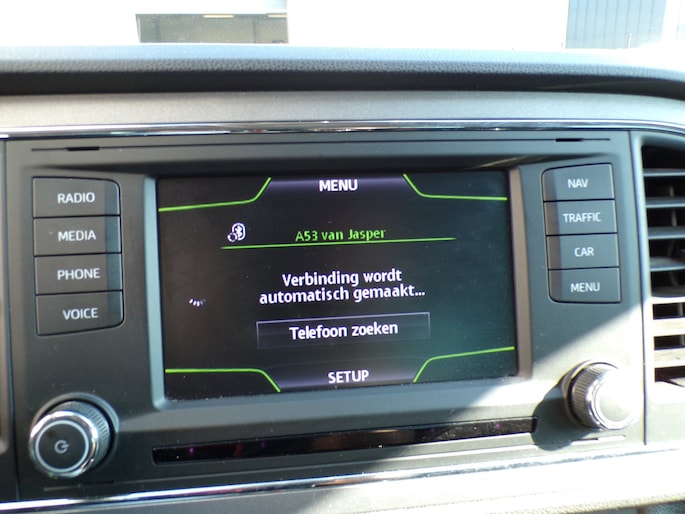 MENU
RADIO
MEDIA
PHONE
VOICE
A53 van Jasper
Verbinding wordt
automatisch gemaakt...
Telefoon zoeken
SETUP
NAV
TRAFFIC
CAR
MENU